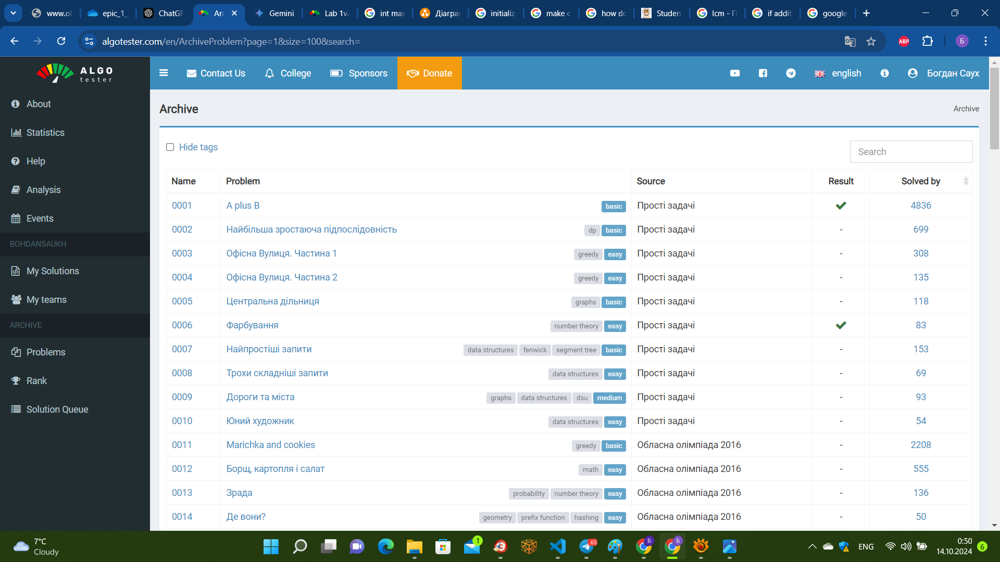 www.of
epic_1_
ChatGP
Arc
Gemini
Lab 1v2
int max
Діаграм
initializ
make c
how do
Studen
lcm - П
if addit
google
algotester.com/en/ArchiveProblem?page=1&size=100&search=
ABP
Б
ALGO
tester
Contact Us
College
Sponsors
Donate
english
Богдан Саух
About
Statistics
Help
Analysis
Events
BOHDANSAUKH
My Solutions
My teams
ARCHIVE
Problems
Rank
Solution Queue
Archive
Archive
Hide tags
Search
Name Problem Source Result Solved by
0001 A plus B basic Прості задачі 4836
0002 Найбільша зростаюча підпослідовність dp basic Прості задачі - 699
0003 Офісна Вулиця. Частина 1 greedy easy Прості задачі - 308
0004 Офісна Вулиця. Частина 2 greedy easy Прості задачі - 135
0005 Центральна дільниця graphs basic Прості задачі - 118
0006 Фарбування number theory easy Прості задачі 83
0007 Найпростіші запити data structures fenwick segment tree basic Прості задачі - 153
0008 Трохи складніші запити data structures easy Прості задачі - 69
0009 Дороги та міста graphs data structures dsu medium Прості задачі - 93
0010 Юний художник data structures easy Прості задачі - 54
0011 Marichka and cookies greedy basic Обласна олімпіада 2016 - 2208
0012 Борщ, картопля і салат math easy Обласна олімпіада 2016 - 555
0013 Зрада probability number theory easy Обласна олімпіада 2016 - 136
0014 Де вони? geometry prefix function hashing easy Обласна олімпіада 2016 - 50
7°C
Cloudy
1
65
Б
Б
ENG
0:50
14.10.2024
6